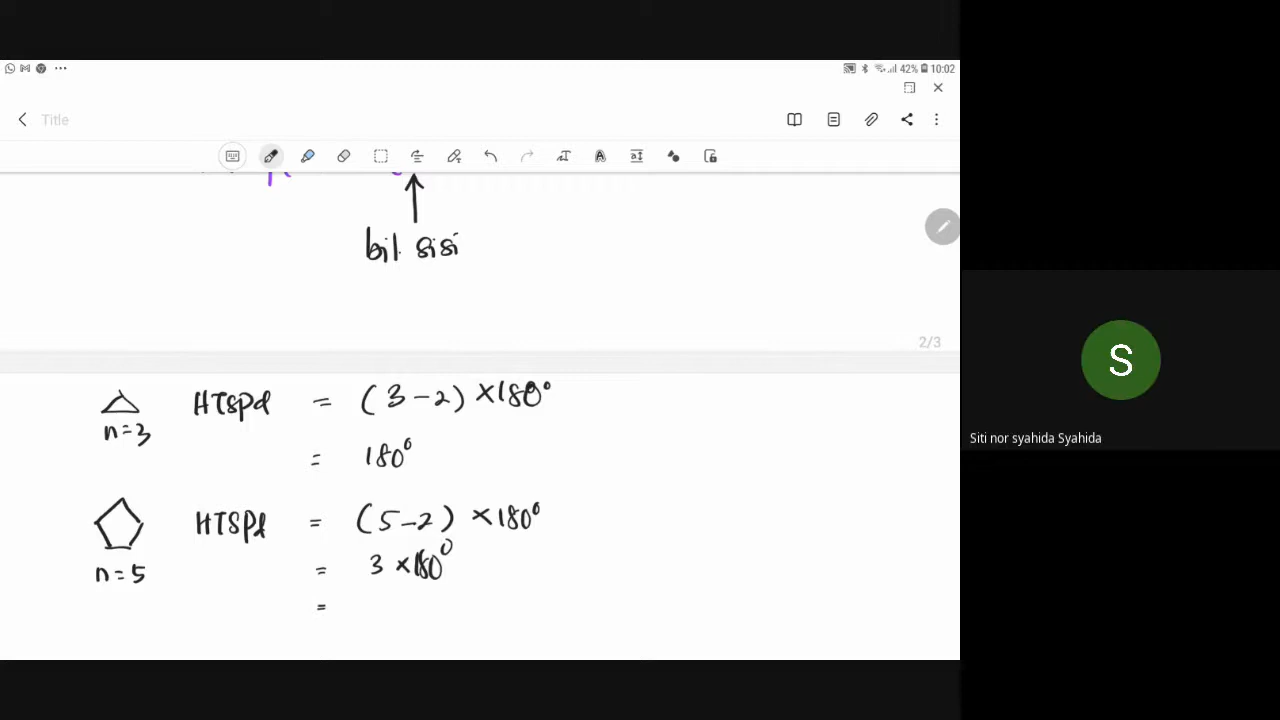 42% 10:02
Title
bil. sisi
2/3
HTSPd = (3-2) ×180°
n=3
= 180°
HTSPd = (5-2) ×180°
n=5 = 3 ×180°
=
S
Siti nor syahida Syahida